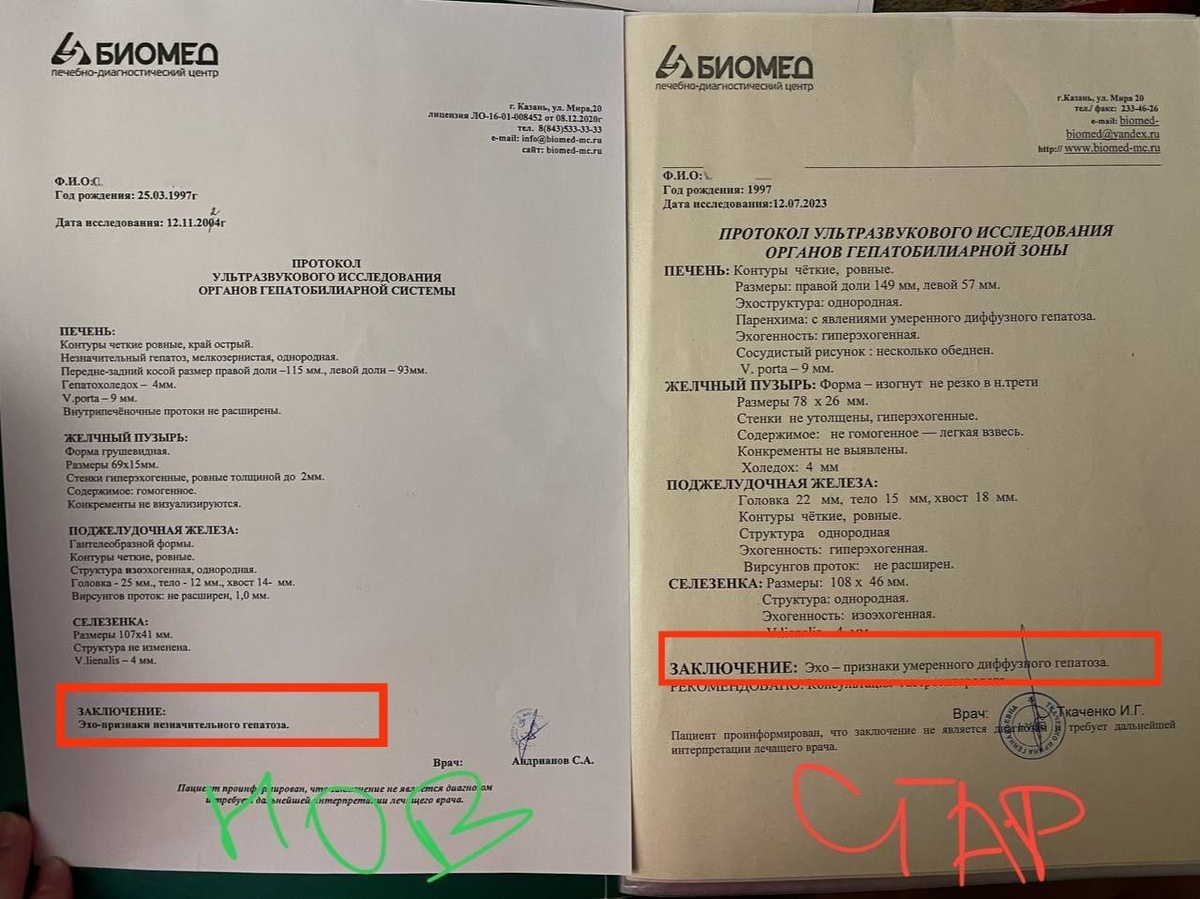 БИОМЕД
лечебно-диагностический центр
г. Казань, ул. Мира,20
лицензия ЛО-16-01-008452 от 08.12.2020г
тел. 8(843)533-33-33
e-mail: info@biomed-mc.ru
сайт: biomed-mc.ru
Ф.И.О:
Год рождения: 25.03.1997г
Дата исследования: 12.11.2004г
2
ПРОТОКОЛ
УЛЬТРАЗВУКОВОГО ИССЛЕДОВАНИЯ
ОРГАНОВ ГЕПАТОБИЛИАРНОЙ СИСТЕМЫ
ПЕЧЕНЬ:
Контуры четкие ровные, край острый.
Незначительный гепатоз, мелкозернистая, однородная.
Передне-задний косой размер правой доли –115 мм., левой доли – 93мм.
Гепатохоледох – 4мм.
V.porta – 9 мм.
Внутрипечёночные протоки не расширены.
ЖЕЛЧНЫЙ ПУЗЫРЬ:
Форма грушевидная.
Размеры 69х15мм.
Стенки гиперэхогенные, ровные толщиной до 2мм.
Содержимое: гомогенное.
Конкременты не визуализируются.
ПОДЖЕЛУДОЧНАЯ ЖЕЛЕЗА:
Гантелеобразной формы.
Контуры четкие, ровные.
Структура изоэхогенная, однородная.
Головка - 25 мм., тело - 12 мм., хвост 14- мм.
Вирсунгов проток: не расширен, 1,0 мм.
СЕЛЕЗЕНКА:
Размеры 107х41 мм.
Структура не изменена.
V.lienalis – 4 мм.
ЗАКЛЮЧЕНИЕ:
Эхо-признаки незначительного гепатоза.
Врач: Андрианов С.А.
Пациент проинформирован, что заключение не является диагнозом
и требует дальнейшей интерпретации лечащего врача.
НОВ
БИОМЕД
лечебно-диагностический центр
г.Казань, ул. Мира 20
тел./ факс: 233-46-26
e-mail: biomed-
biomed@yandex.ru
http:// www.biomed-mc.ru
Ф.И.О:
Год рождения: 1997
Дата исследования:12.07.2023
ПРОТОКОЛ УЛЬТРАЗВУКОВОГО ИССЛЕДОВАНИЯ
ОРГАНОВ ГЕПАТОБИЛИАРНОЙ ЗОНЫ
ПЕЧЕНЬ: Контуры чёткие, ровные.
Размеры: правой доли 149 мм, левой 57 мм.
Эхоструктура: однородная.
Паренхима: с явлениями умеренного диффузного гепатоза.
Эхогенность: гиперэхогенная.
Сосудистый рисунок : несколько обеднен.
V. porta – 9 мм.
ЖЕЛЧНЫЙ ПУЗЫРЬ: Форма – изогнут не резко в н.трети
Размеры 78 х 26 мм.
Стенки не утолщены, гиперэхогенные.
Содержимое: не гомогенное — легкая взвесь.
Конкременты не выявлены.
Холедох: 4 мм
ПОДЖЕЛУДОЧНАЯ ЖЕЛЕЗА:
Головка 22 мм, тело 15 мм, хвост 18 мм.
Контуры чёткие, ровные.
Структура однородная
Эхогенность: гиперэхогенная.
Вирсунгов проток: не расширен.
СЕЛЕЗЕНКА: Размеры: 108 х 46 мм.
Структура: однородная.
Эхогенность: изоэхогенная.
V.lienalis – 4 мм
ЗАКЛЮЧЕНИЕ: Эхо – признаки умеренного диффузного гепатоза.
РЕКОМЕНДОВАНО: Консультация
Врач: Ткаченко И.Г.
Пациент проинформирован, что заключение не является диагнозом и требует дальнейшей
интерпретации лечащего врача.
СТАР